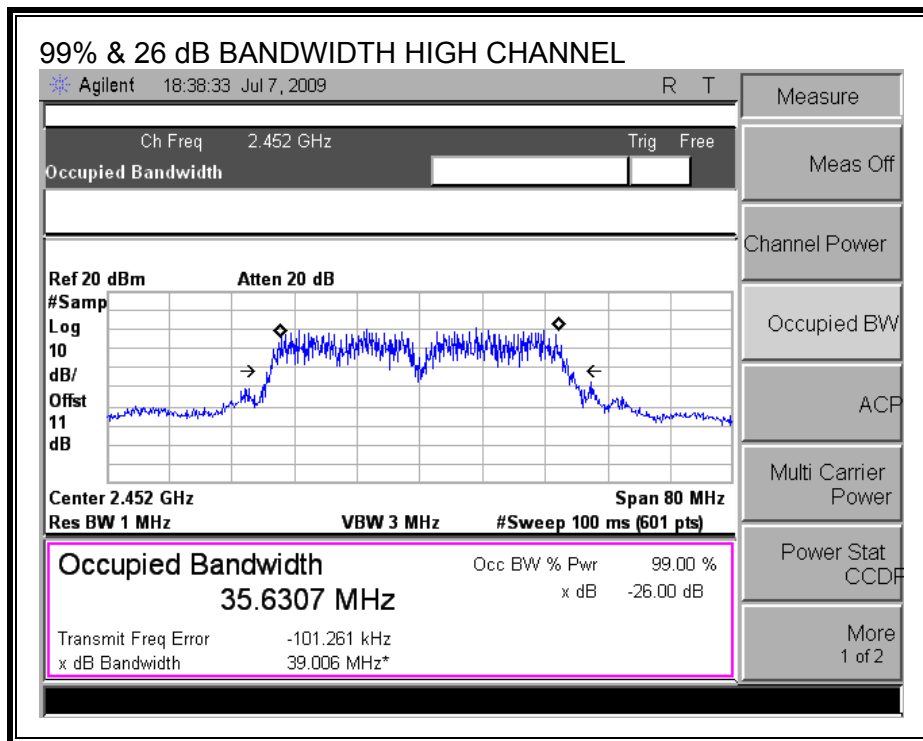 99% & 26 dB BANDWIDTH HIGH CHANNEL
Agilent 18:38:33 Jul 7, 2009 R T
Ch Freq 2.452 GHz Trig Free
Occupied Bandwidth
Ref 20 dBm Atten 20 dB
#Samp
Log
10
dB/
Offst
11
dB
Center 2.452 GHz Span 80 MHz
Res BW 1 MHz VBW 3 MHz #Sweep 100 ms (601 pts)
Occupied Bandwidth
35.6307 MHz
Occ BW % Pwr 99.00 %
x dB -26.00 dB
Transmit Freq Error -101.261 kHz
x dB Bandwidth 39.006 MHz*
Measure
Meas Off
Channel Power
Occupied BW
ACP
Multi Carrier
Power
Power Stat
CCDF
More
1 of 2